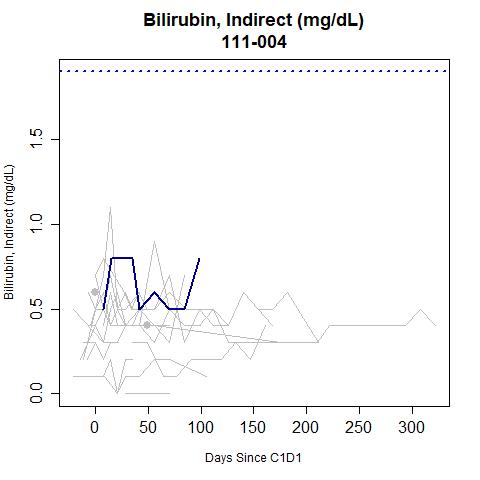 Bilirubin, Indirect (mg/dL)
111-004
Bilirubin, Indirect (mg/dL)
1.5
1.0
0.5
0.0
0 50 100 150 200 250 300
Days Since C1D1